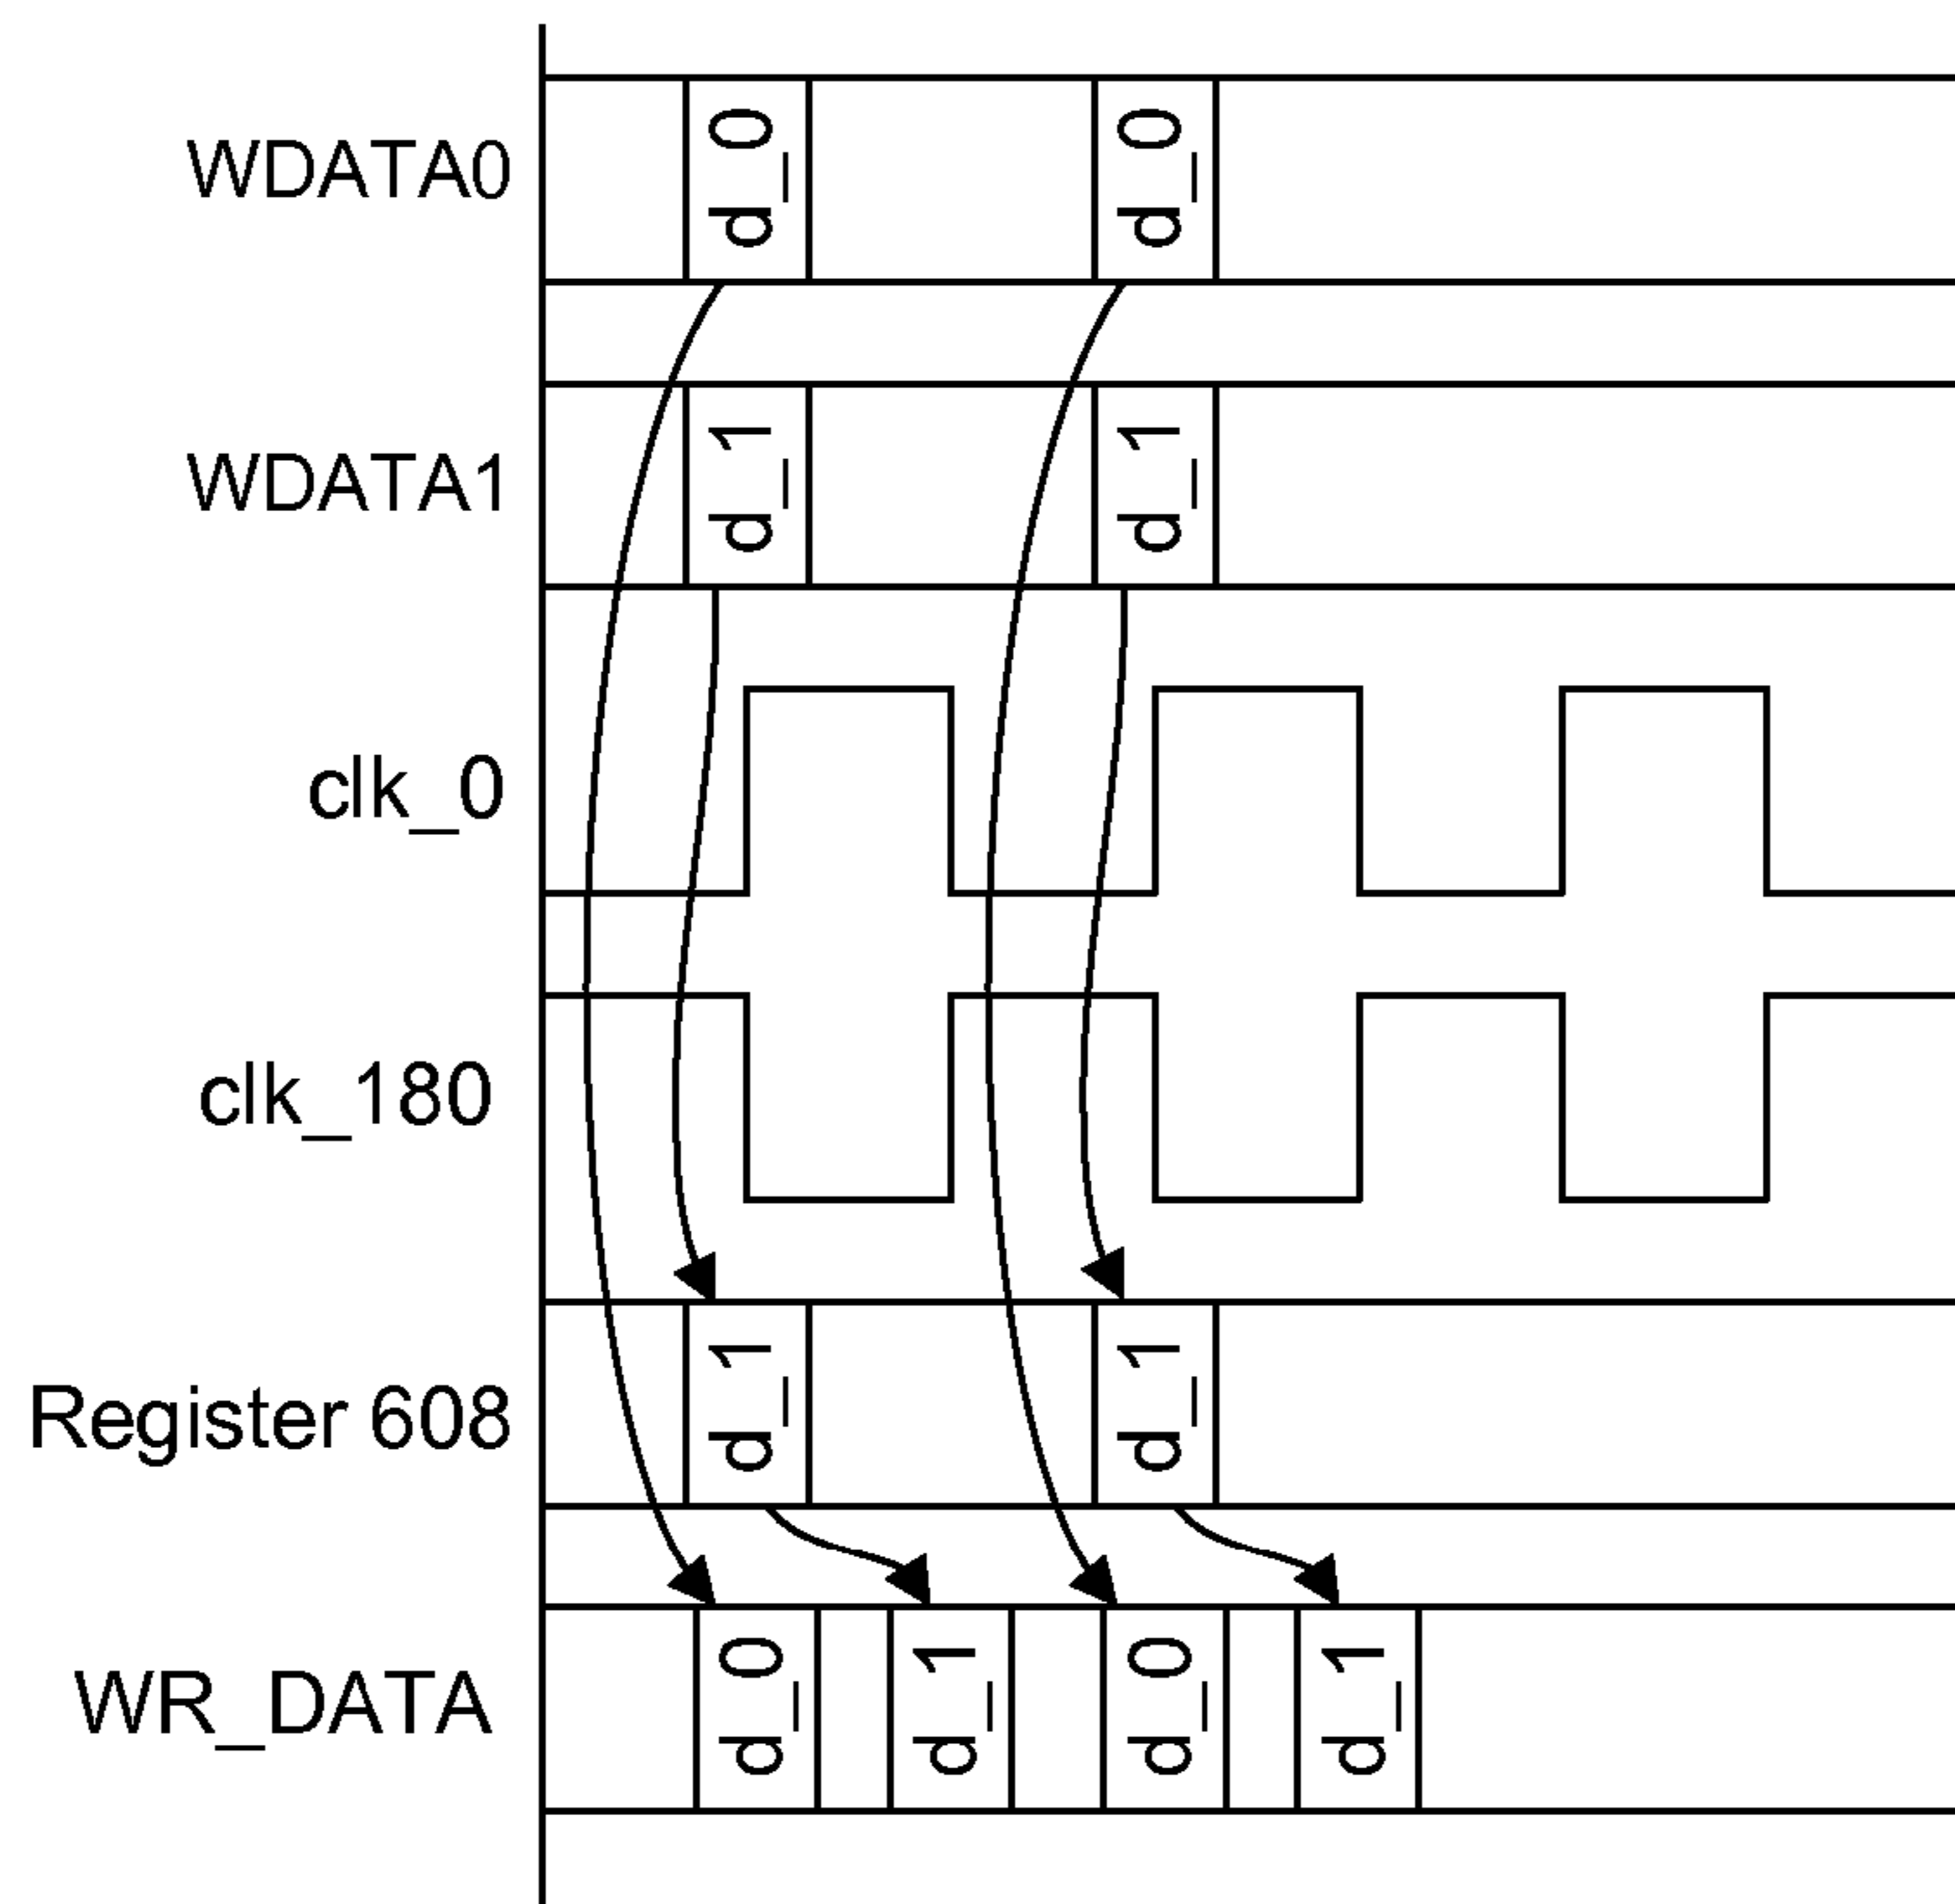 WDATA0
d_0
d_0
WDATA1
d_1
d_1
clk_0
clk_180
Register 608
d_1
d_1
WR_DATA
d_0
d_1
d_0
d_1